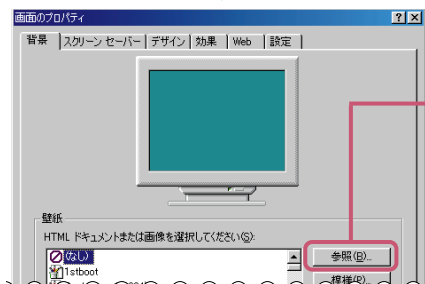 画面のプロパティ
背景 スクリーン セーバー デザイン 効果 Web 設定
壁紙
HTML ドキュメントまたは画像を選択してください(S):
(なし)
参照(B)...
1stboot
模様(P)...